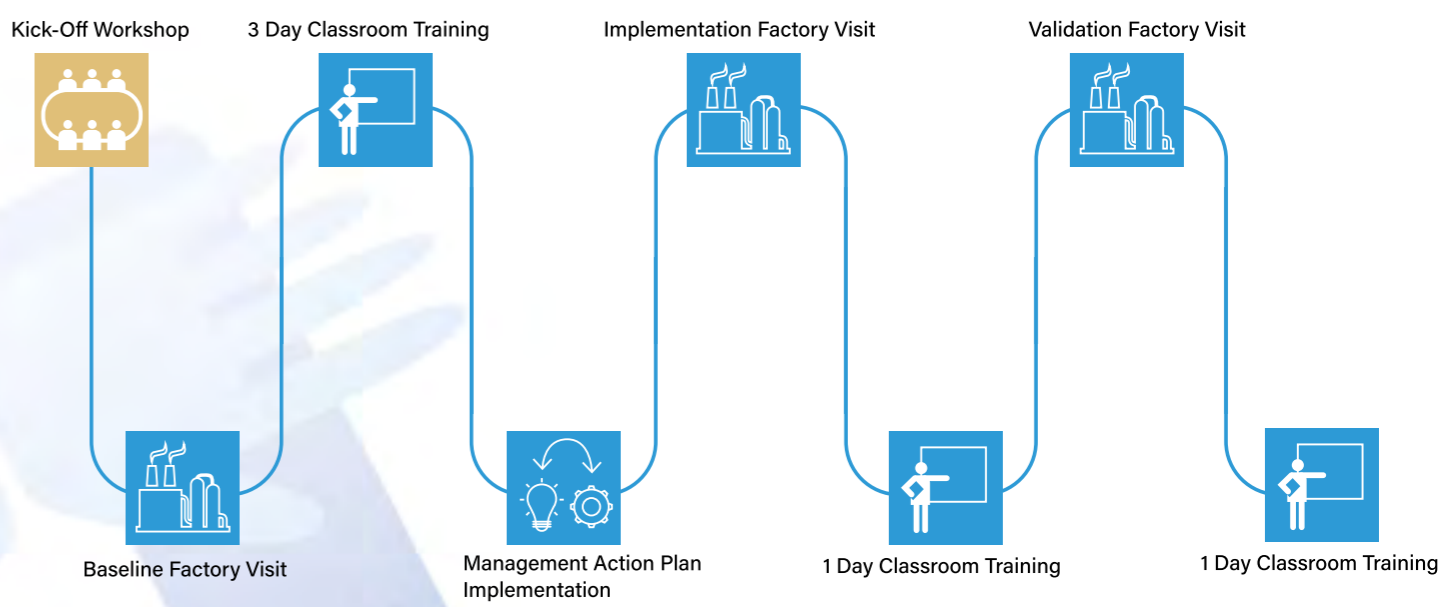 Kick-Off Workshop
3 Day Classroom Training
Implementation Factory Visit
Validation Factory Visit
Baseline Factory Visit
Management Action Plan
Implementation
1 Day Classroom Training
1 Day Classroom Training